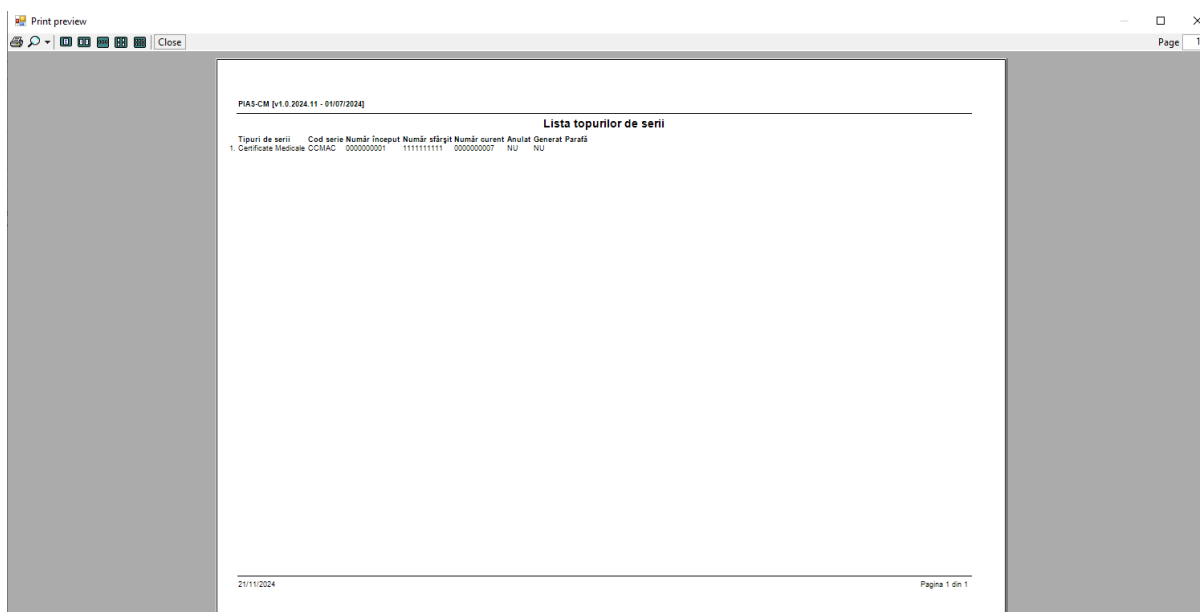 Print preview
Close
Page 1
PIAS-CM [v1.0.2024.11 - 01/07/2024]
Lista topurilor de serii
Tipuri de serii Cod serie Număr început Număr sfârşit Număr curent Anulat Generat Parafă
1. Certificate Medicale CCMAC 0000000001 1111111111 0000000007 NU NU
21/11/2024 Pagina 1 din 1